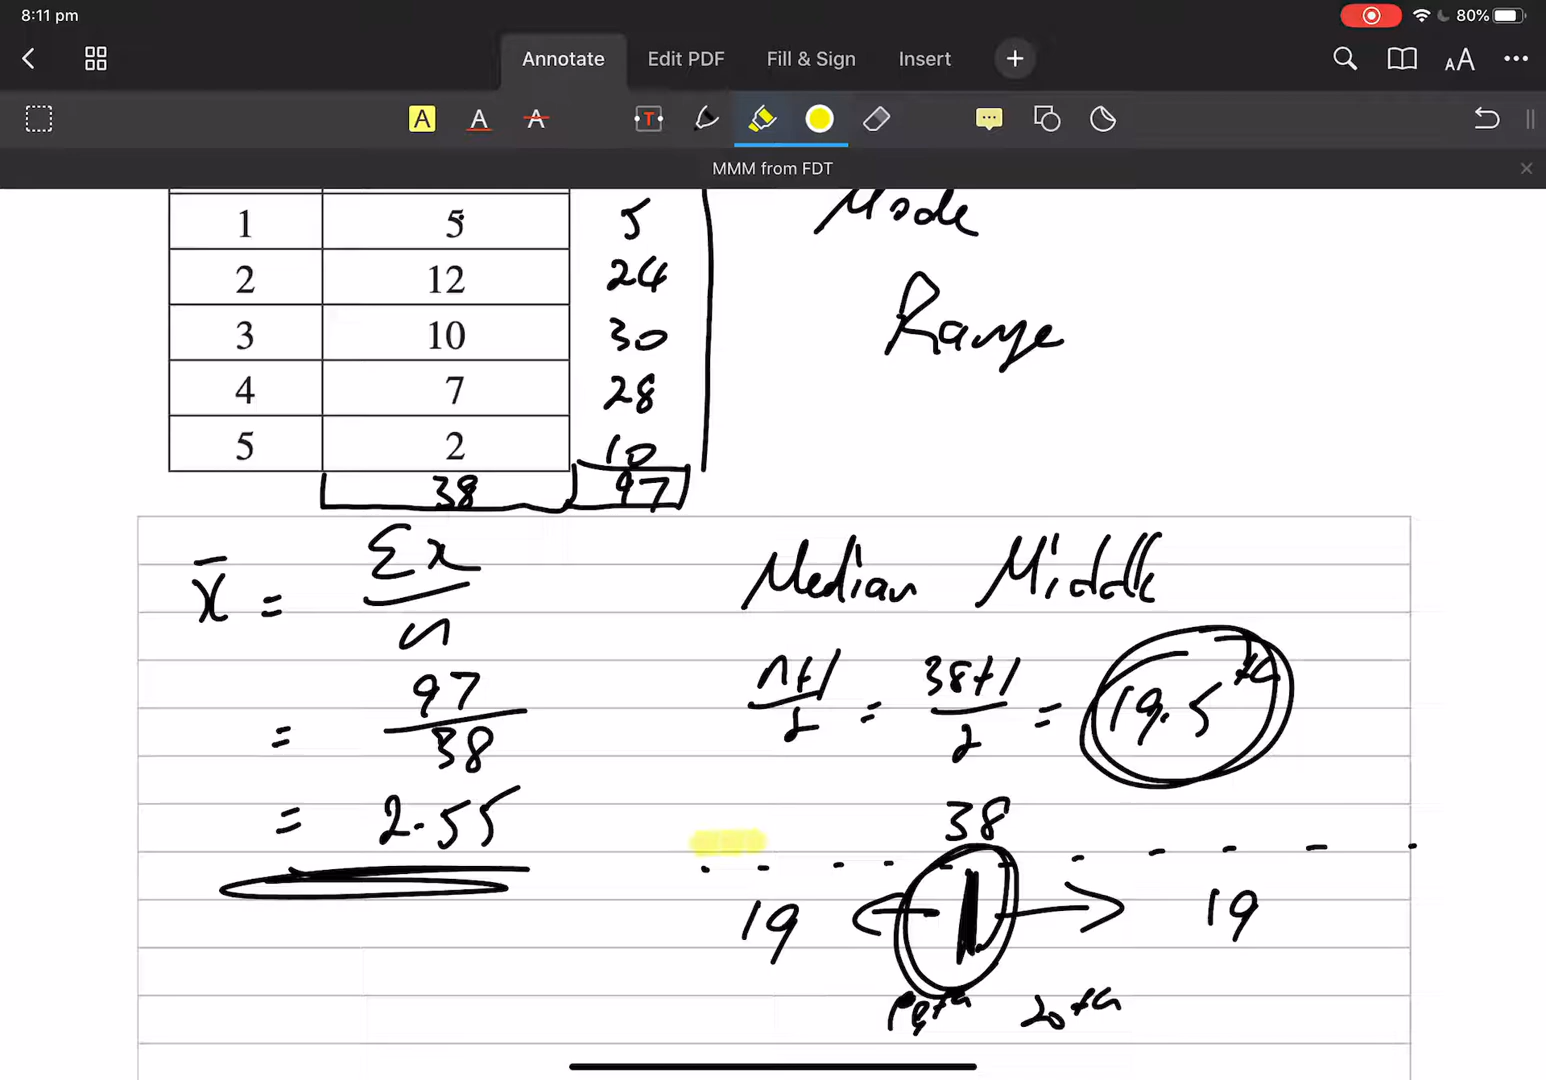 8:11 pm 80%
Annotate Edit PDF Fill & Sign Insert
MMM from FDT
1 5 5
2 12 24
3 10 30
4 7 28
5 2 10
38 97
Mode
Range
x̄ = Σx / n
= 97 / 38
= 2.55
Median Middle
n+1 / 2 = 38+1 / 2 = 19.5th
38
19 19
19th 20th